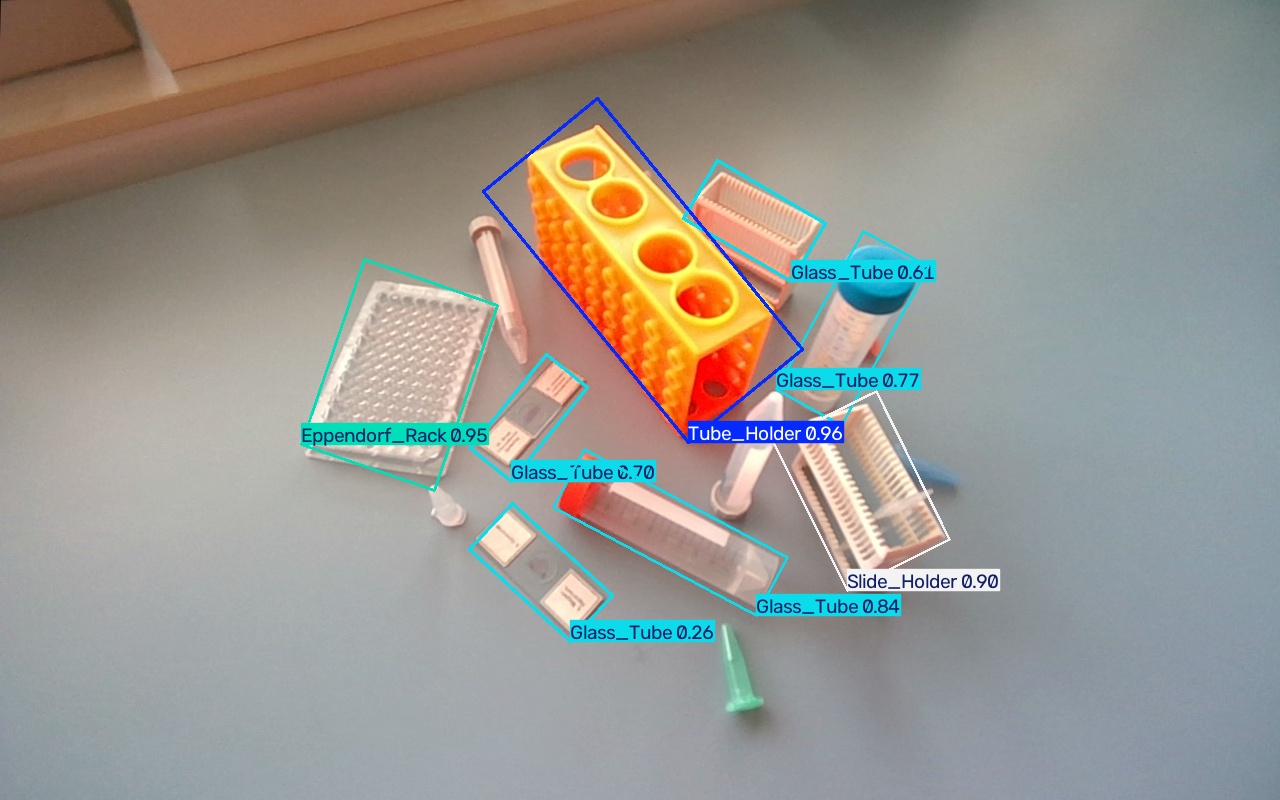 Glass_Tube 0.61
Glass_Tube 0.77
Tube_Holder 0.96
Eppendorf_Rack 0.95
Glass_Tube 0.70
Slide_Holder 0.90
Glass_Tube 0.84
Glass_Tube 0.26